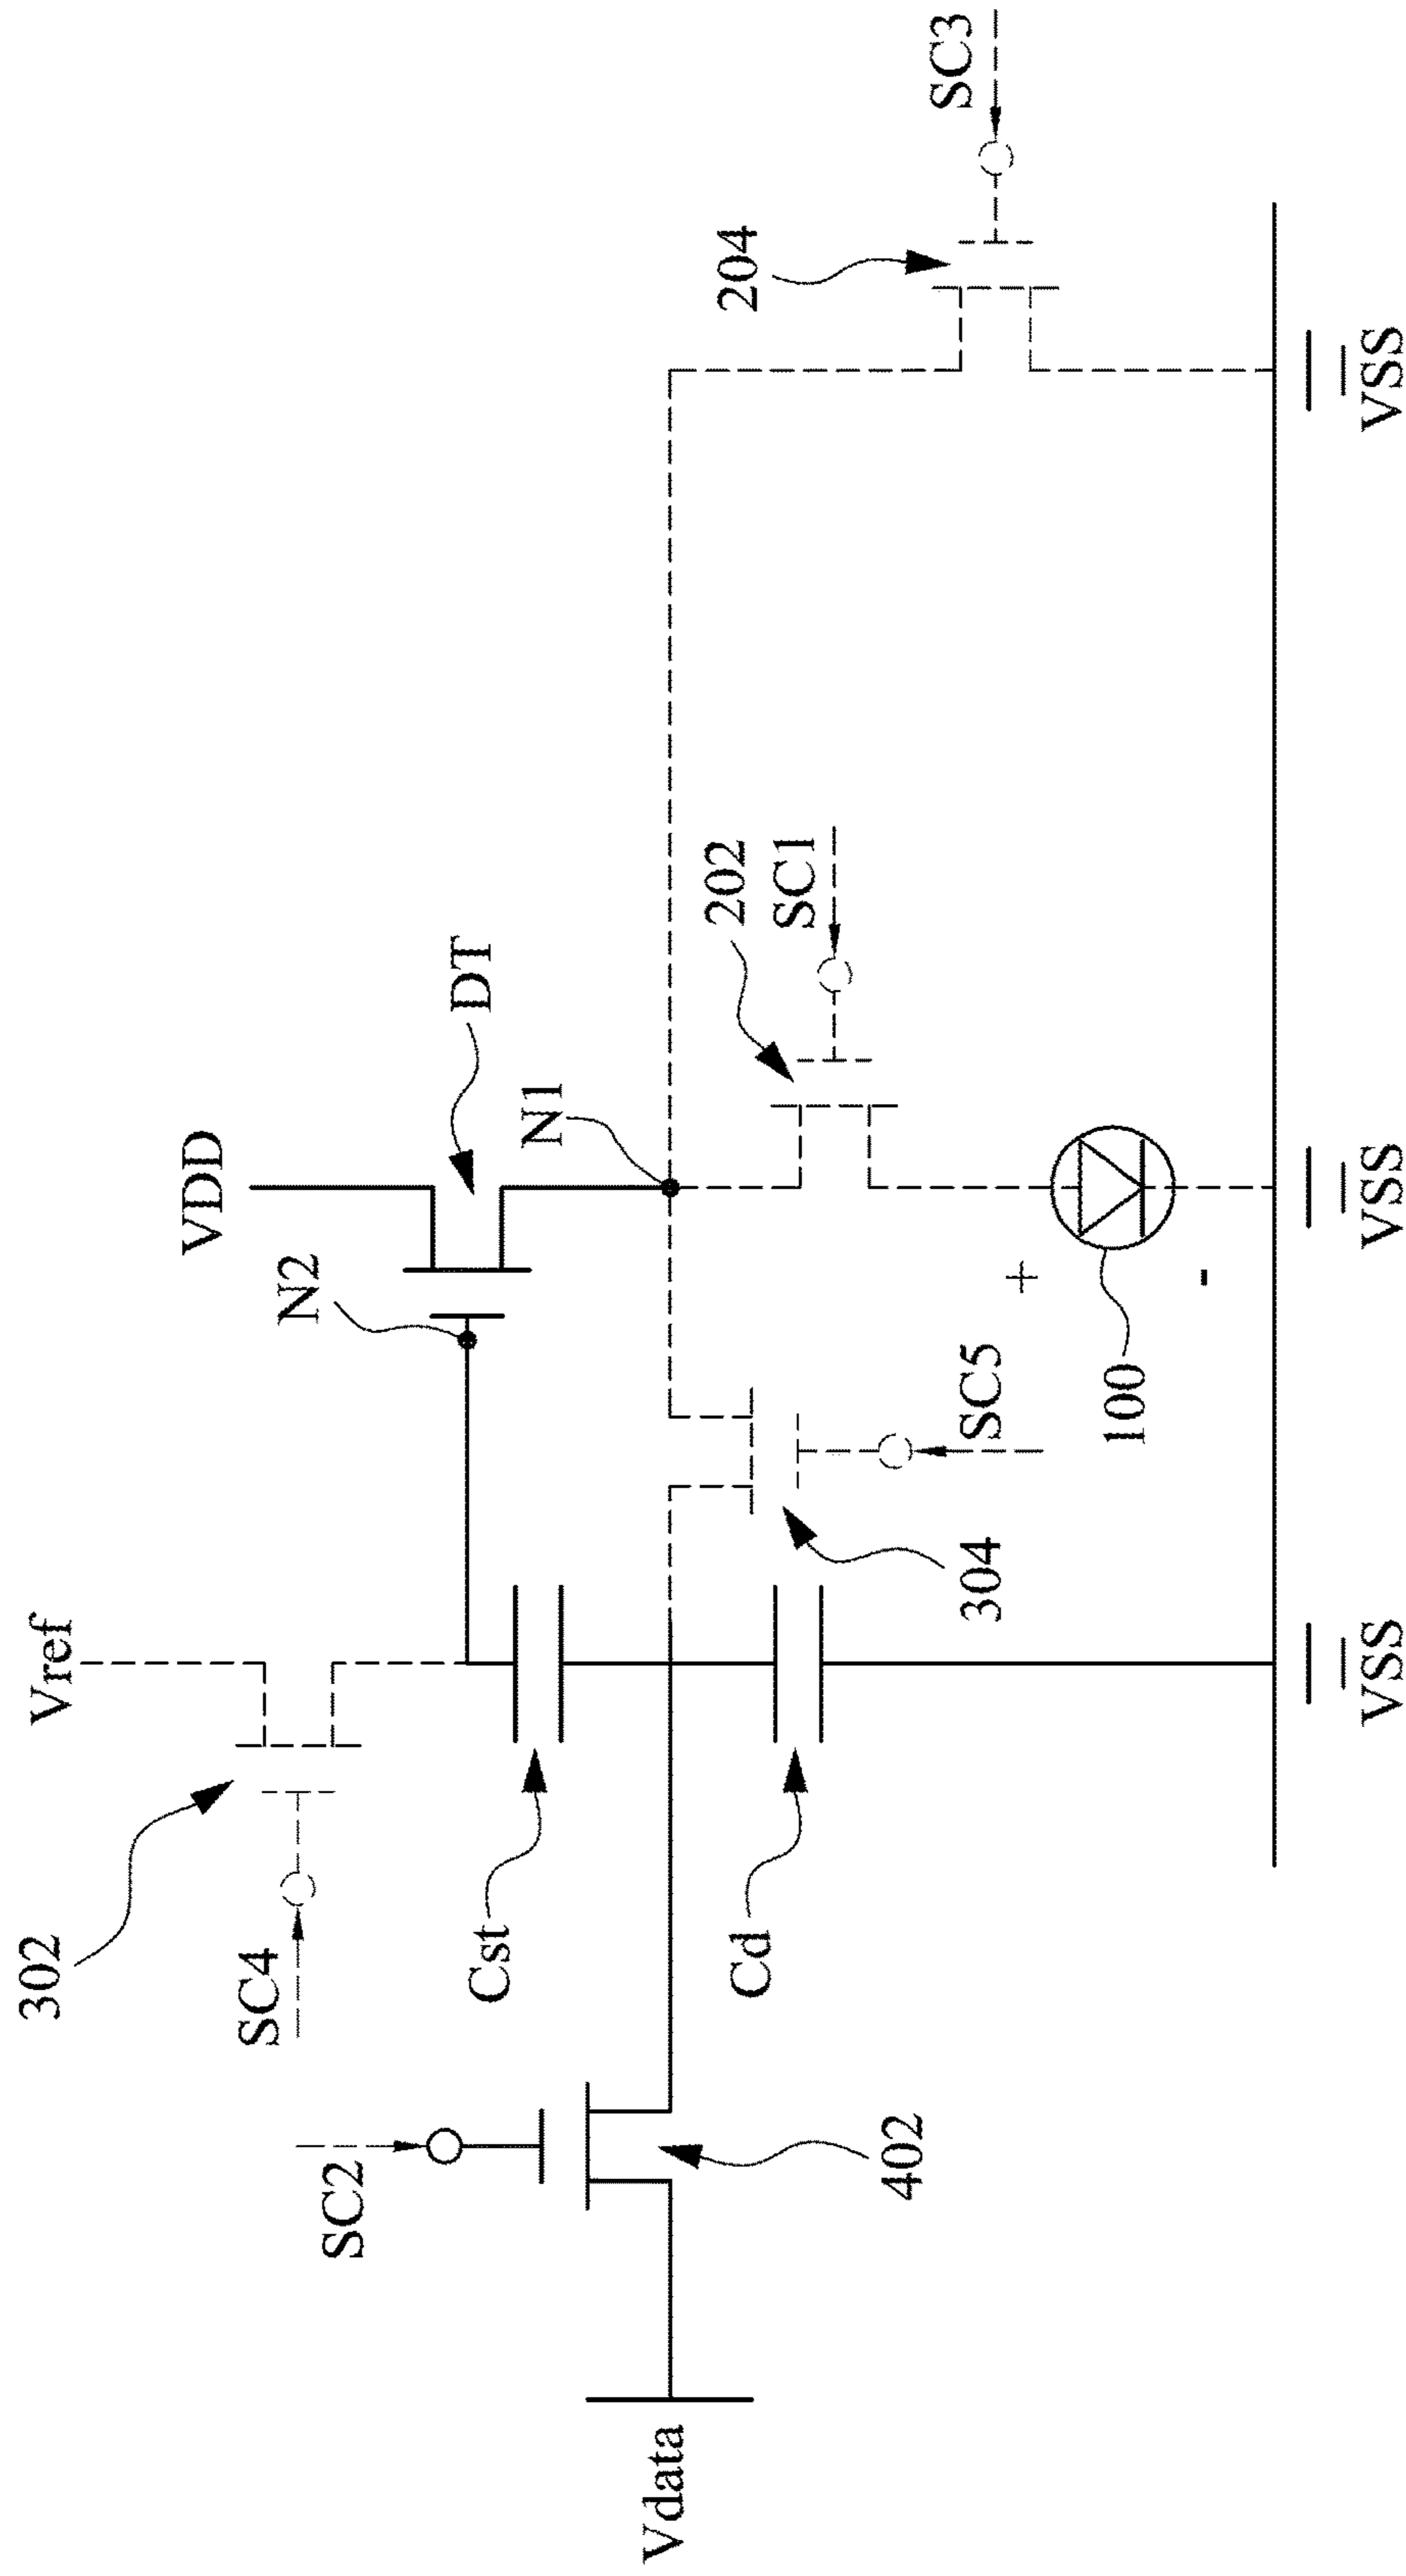 Vref
302
SC4
VDD
N2
DT
N1
SC2
Cst
Cd
402
Vdata
304
SC5
202
SC1
204
SC3
+
-
100
VSS
VSS
VSS